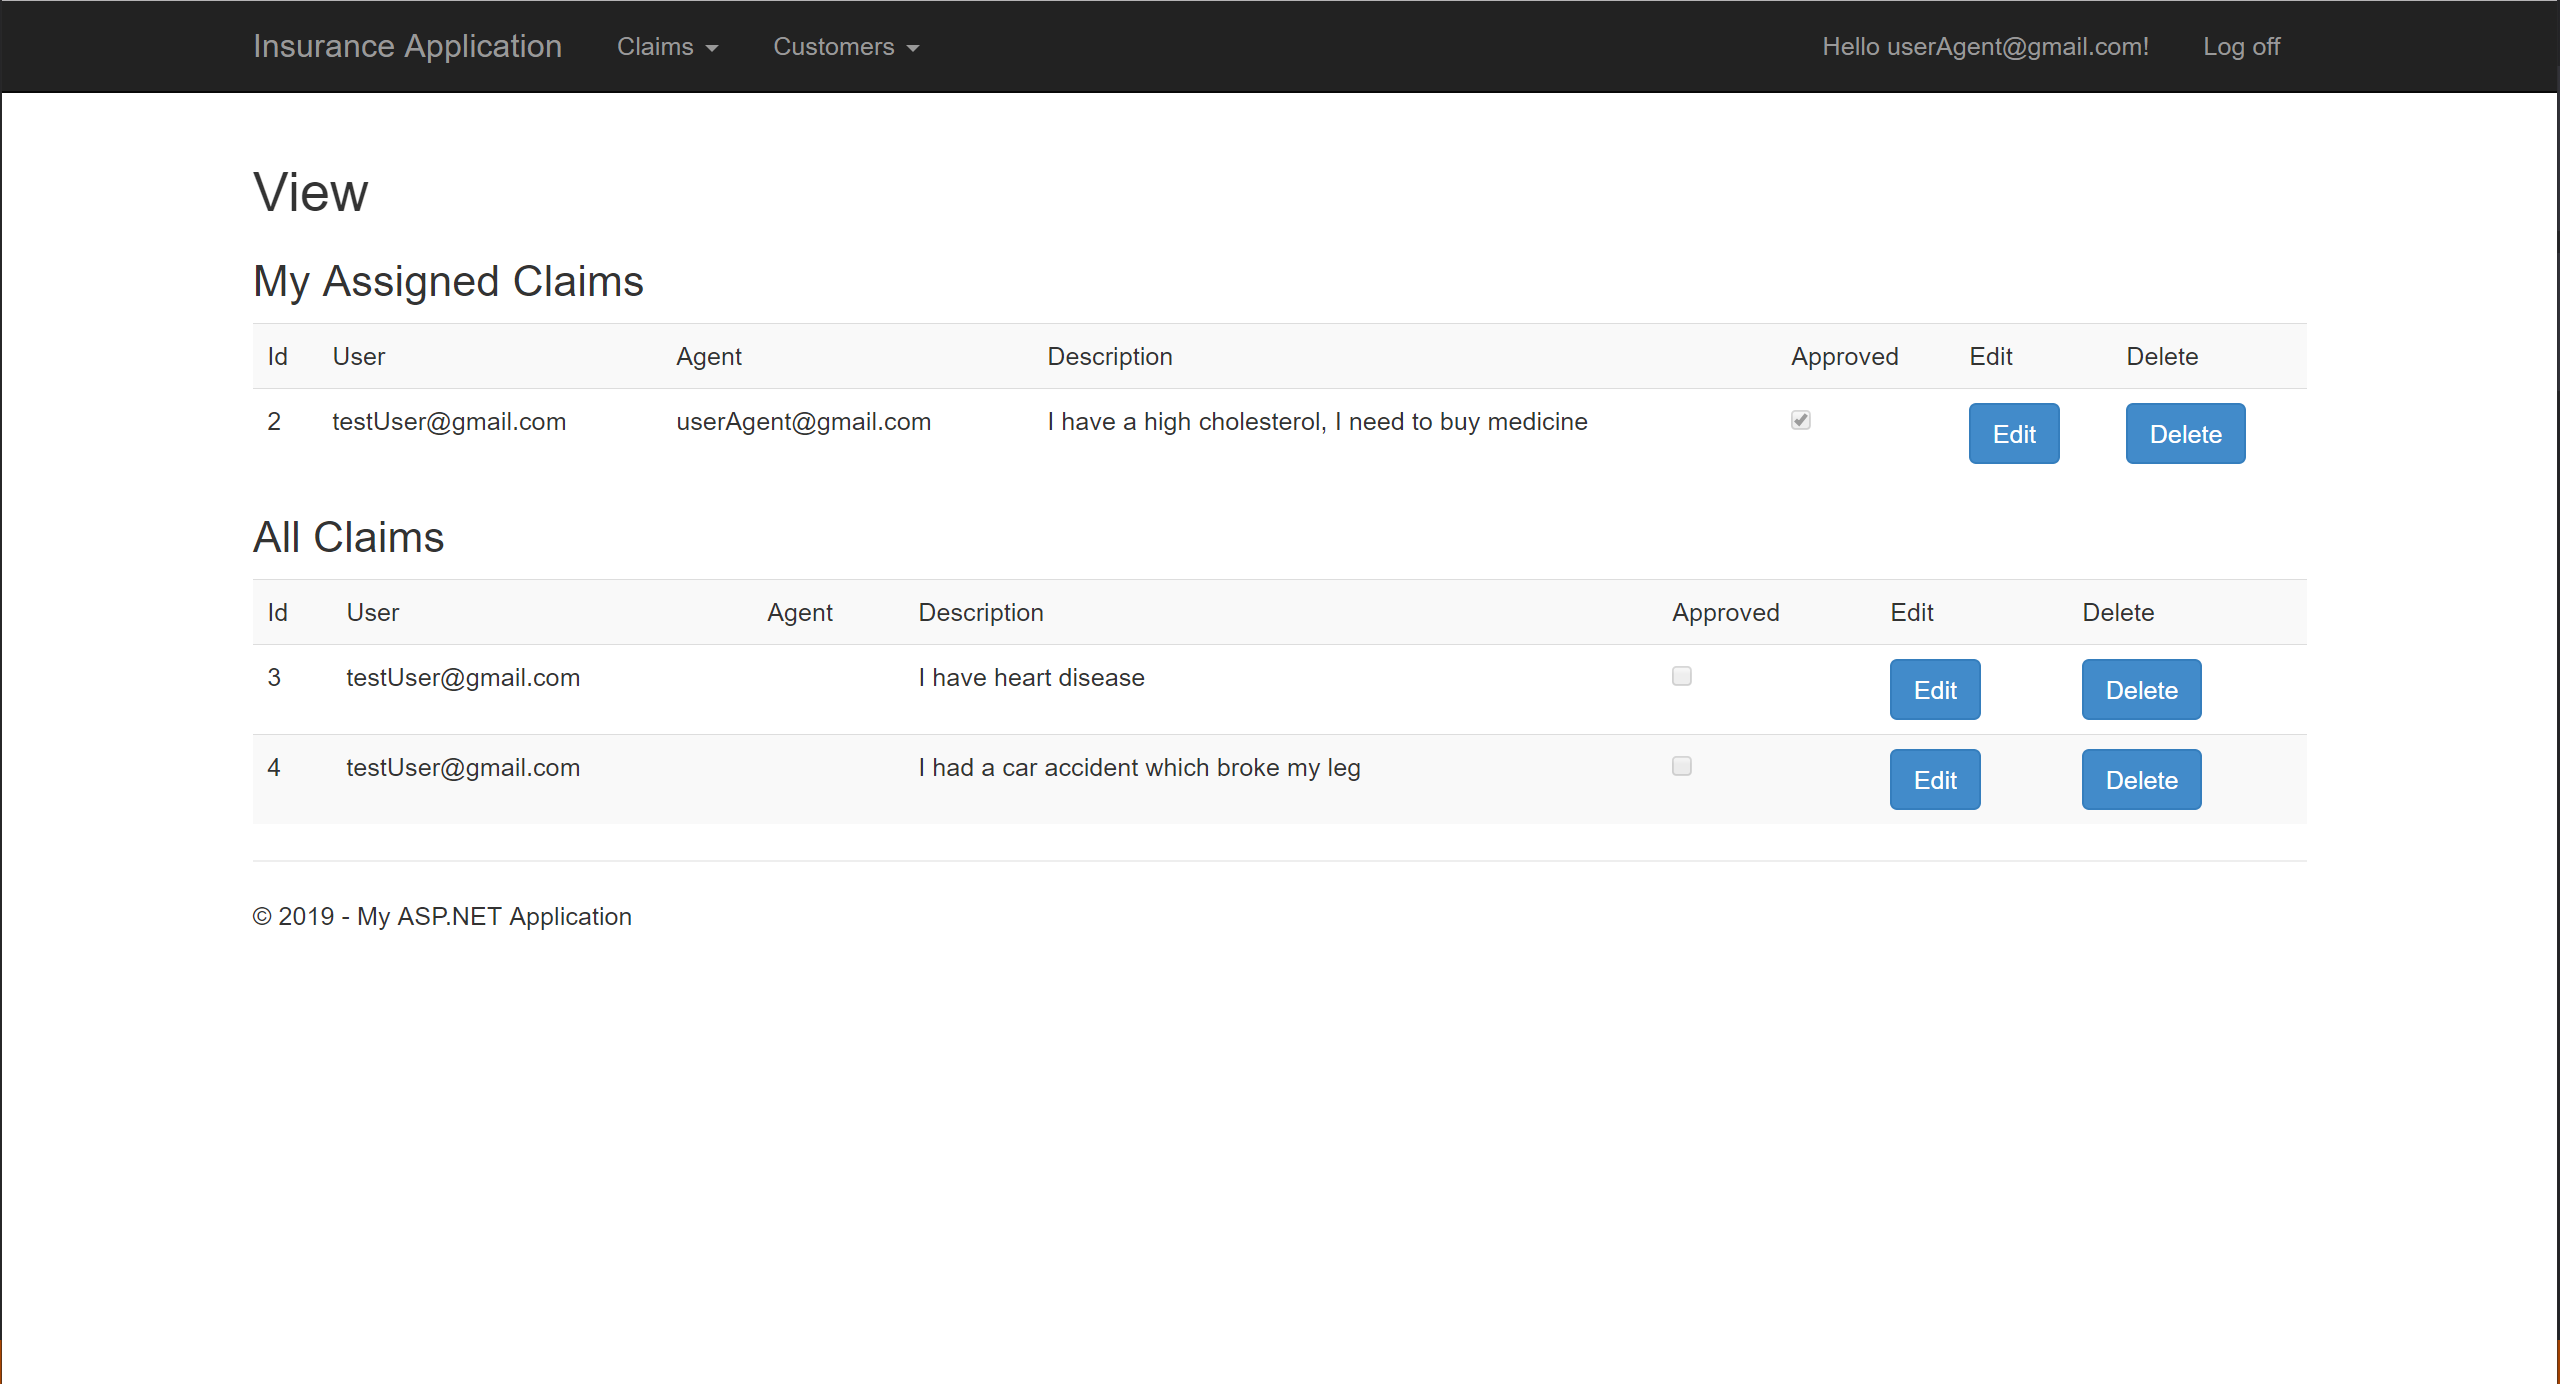 Insurance Application Claims Customers Hello userAgent@gmail.com! Log off
View
My Assigned Claims
Id User Agent Description Approved Edit Delete
2 testUser@gmail.com userAgent@gmail.com I have a high cholesterol, I need to buy medicine Edit Delete
All Claims
Id User Agent Description Approved Edit Delete
3 testUser@gmail.com I have heart disease Edit Delete
4 testUser@gmail.com I had a car accident which broke my leg Edit Delete
© 2019 - My ASP.NET Application